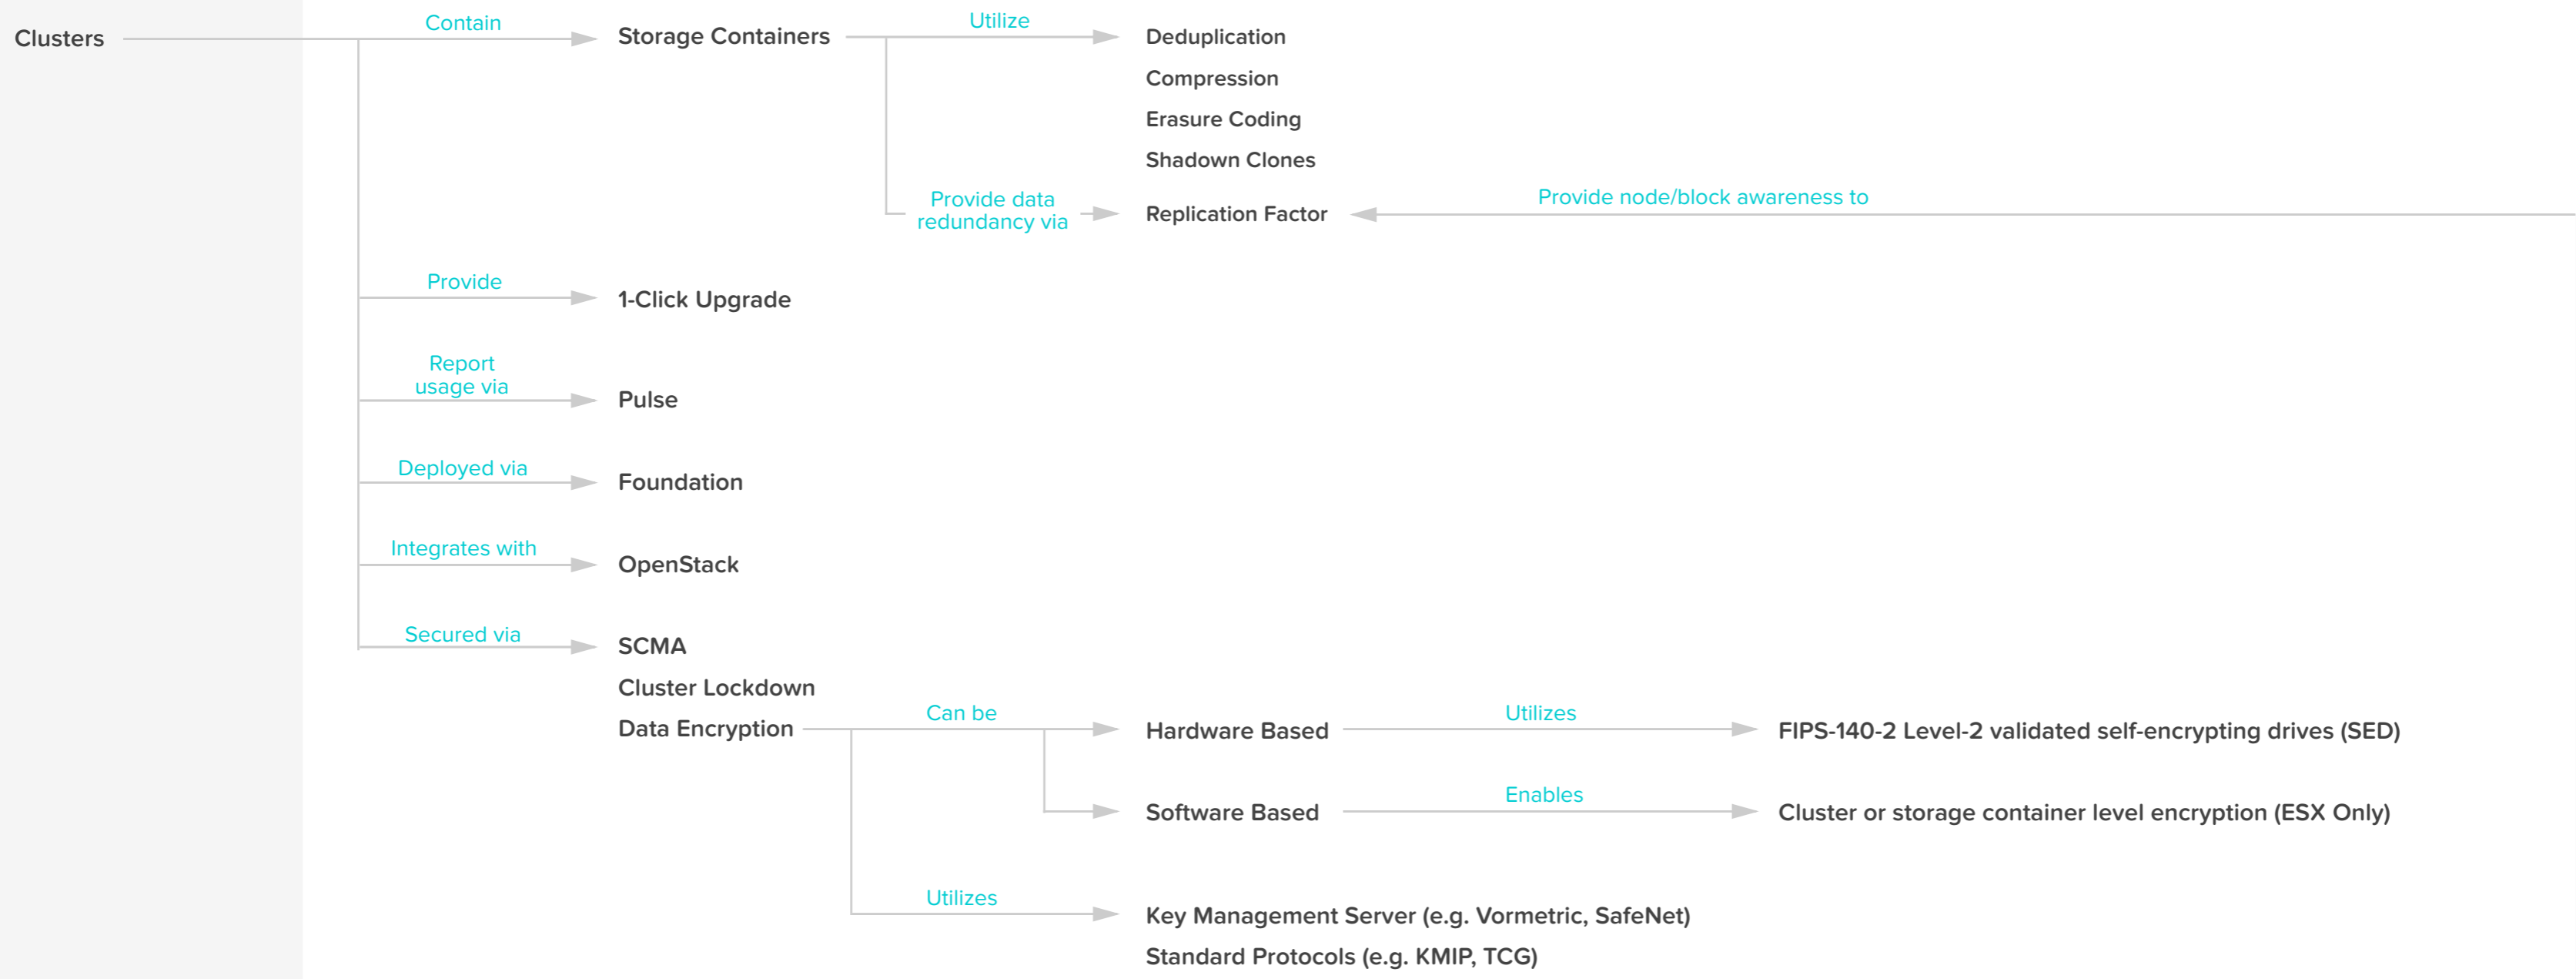 Clusters
Contain
Storage Containers
Utilize
Deduplication
Compression
Erasure Coding
Shadown Clones
Provide data
redundancy via
Replication Factor
Provide node/block awareness to
Provide
1-Click Upgrade
Report
usage via
Pulse
Deployed via
Foundation
Integrates with
OpenStack
Secured via
SCMA
Cluster Lockdown
Data Encryption
Can be
Hardware Based
Utilizes
FIPS-140-2 Level-2 validated self-encrypting drives (SED)
Software Based
Enables
Cluster or storage container level encryption (ESX Only)
Utilizes
Key Management Server (e.g. Vormetric, SafeNet)
Standard Protocols (e.g. KMIP, TCG)